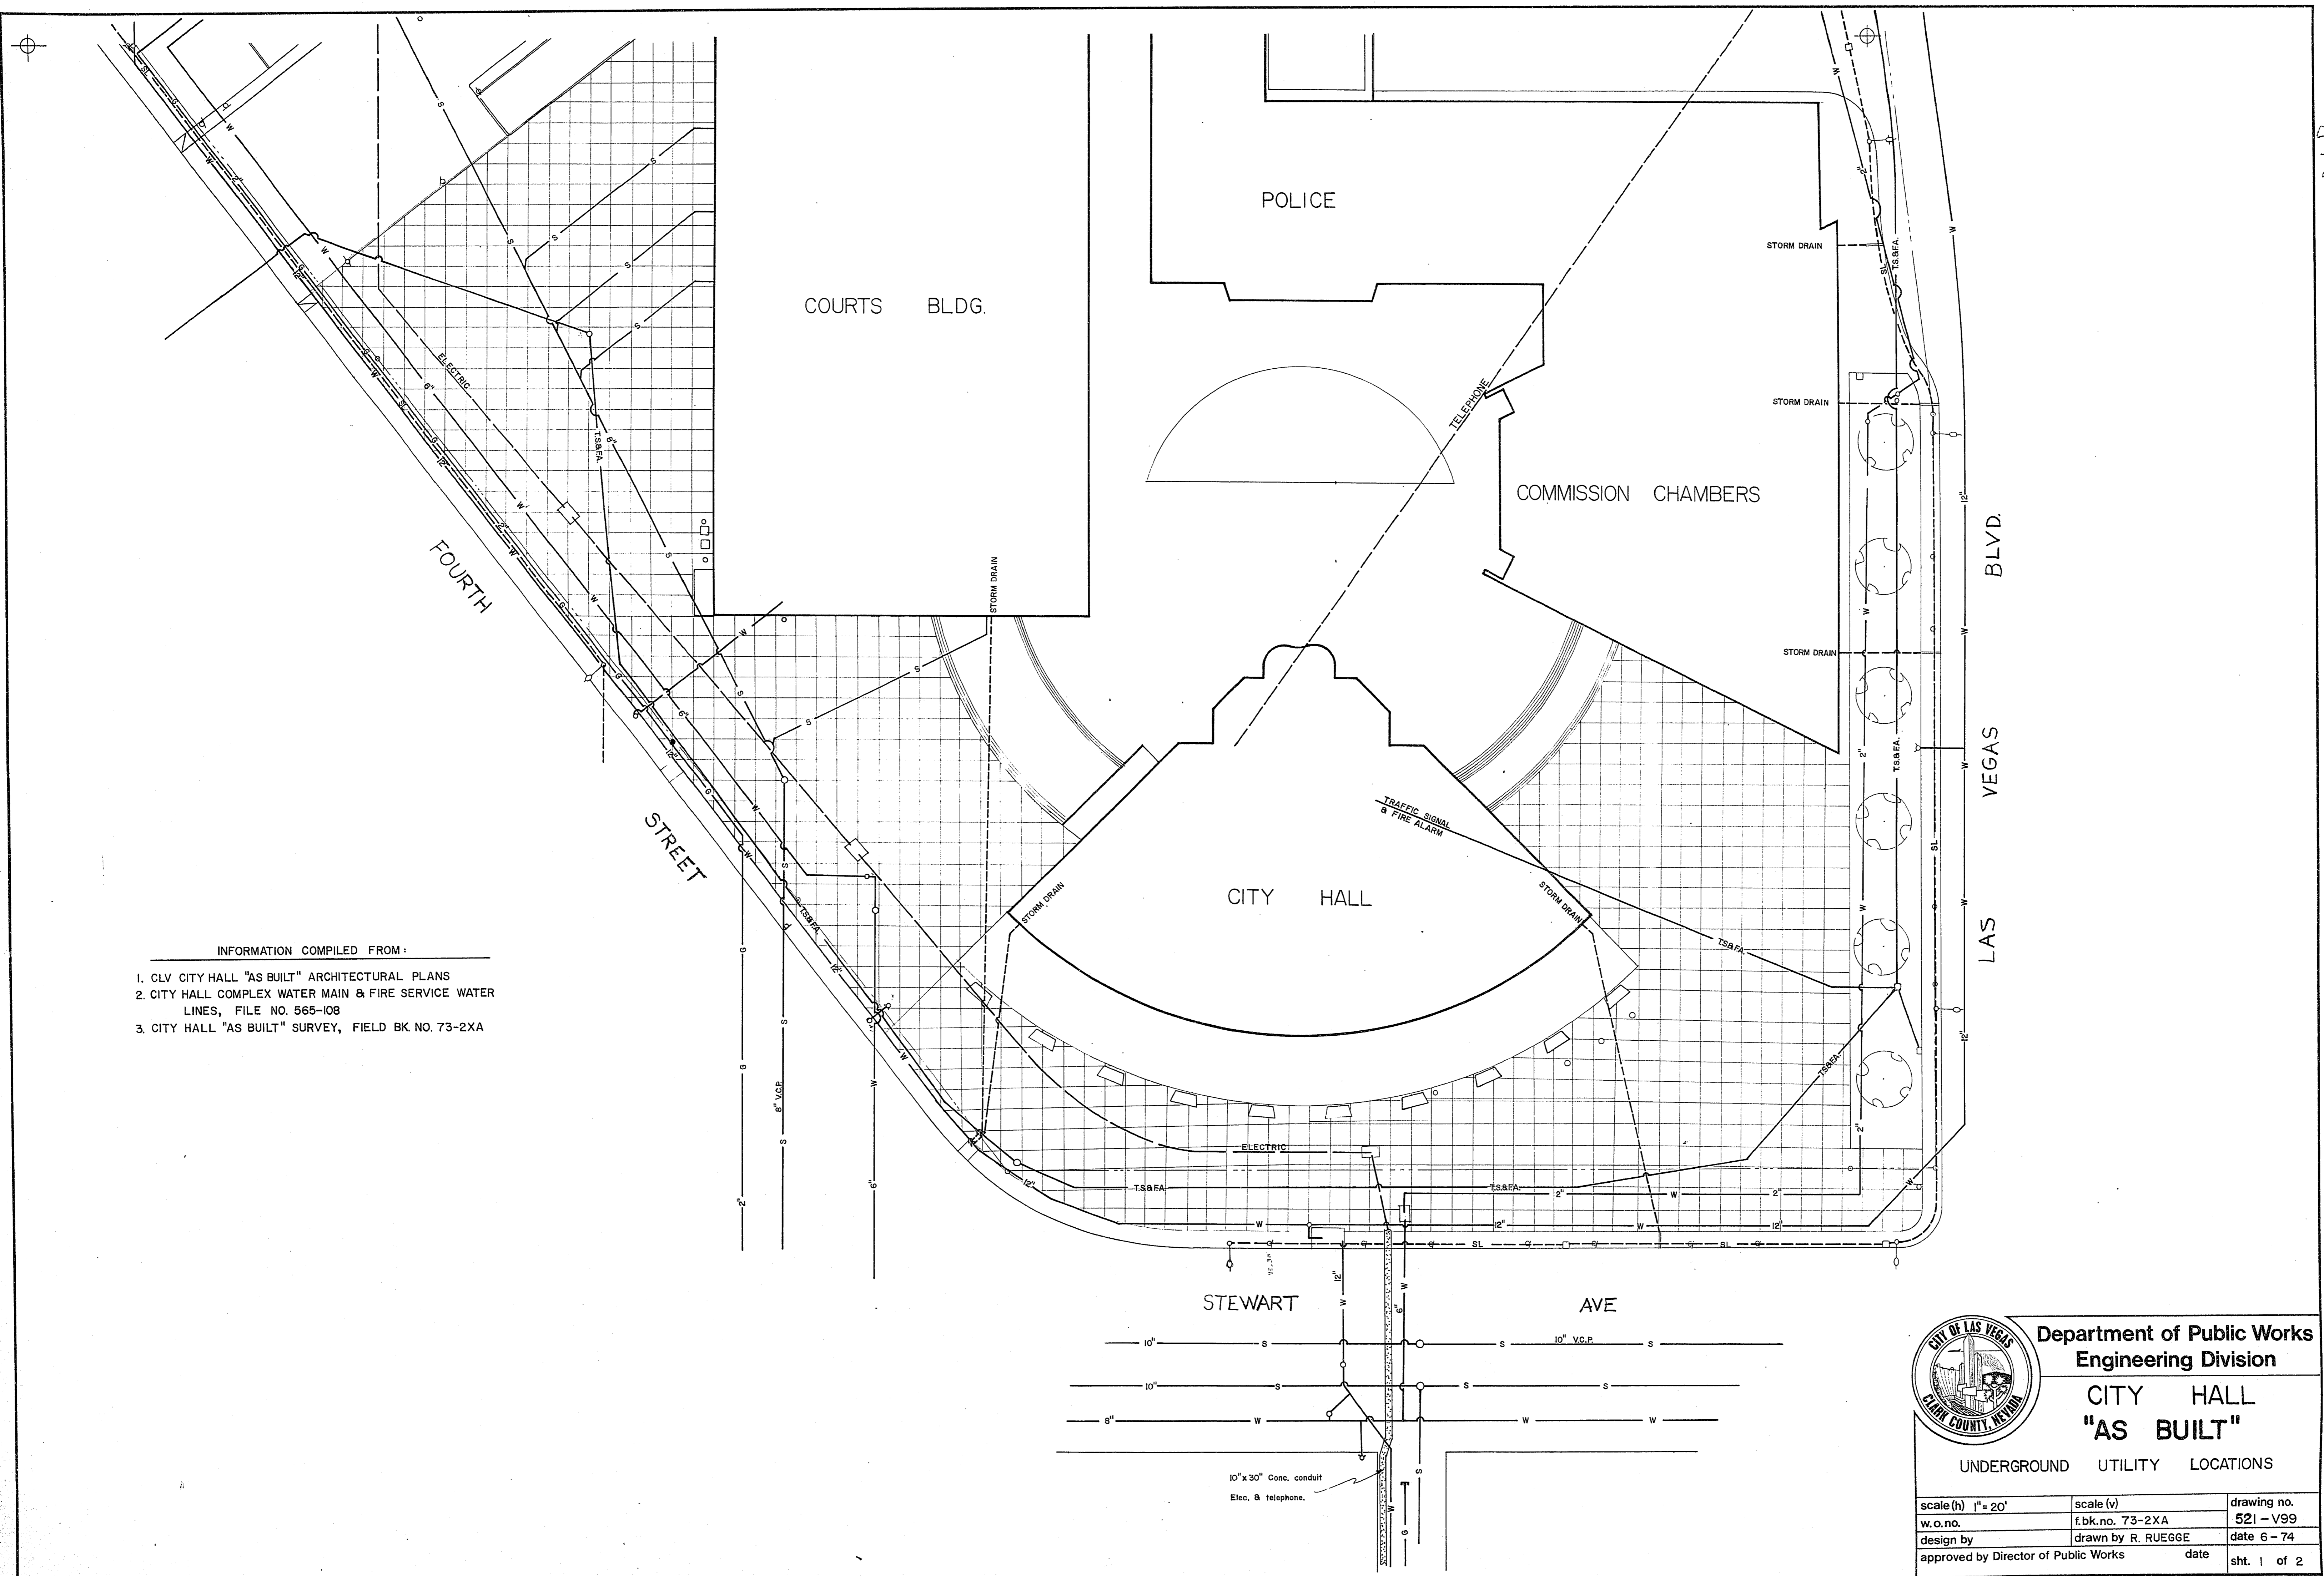 POLICE
COURTS BLDG.
COMMISSION CHAMBERS
CITY HALL
TELEPHONE
TRAFFIC SIGNAL
& FIRE ALARM
STORM DRAIN
STORM DRAIN
STORM DRAIN
STORM DRAIN
STORM DRAIN
STORM DRAIN
ELECTRIC
ELECTRIC
T.S.&F.A.
T.S.&F.A.
T.S.&F.A.
T.S.&F.A.
T.S.&F.A.
T.S.&F.A.
T.S.&F.A.
T.S.&F.A.
FOURTH
STREET
LAS VEGAS BLVD.
STEWART AVE
8" V.C.P.
10" S S 10" V.C.P. S
10" S S S
8" W W W
10"x30" Conc. conduit
Elec. & telephone.
INFORMATION COMPILED FROM:
1. CLV CITY HALL "AS BUILT" ARCHITECTURAL PLANS
2. CITY HALL COMPLEX WATER MAIN & FIRE SERVICE WATER
LINES, FILE NO. 565-108
3. CITY HALL "AS BUILT" SURVEY, FIELD BK. NO. 73-2XA
CITY OF LAS VEGAS
CLARK COUNTY, NEVADA
Department of Public Works
Engineering Division
CITY HALL
"AS BUILT"
UNDERGROUND UTILITY LOCATIONS
scale(h) 1"=20' scale(v) drawing no.
w.o.no. f.bk.no. 73-2XA 521-V99
design by drawn by R. RUEGGE date 6-74
approved by Director of Public Works date sht. 1 of 2